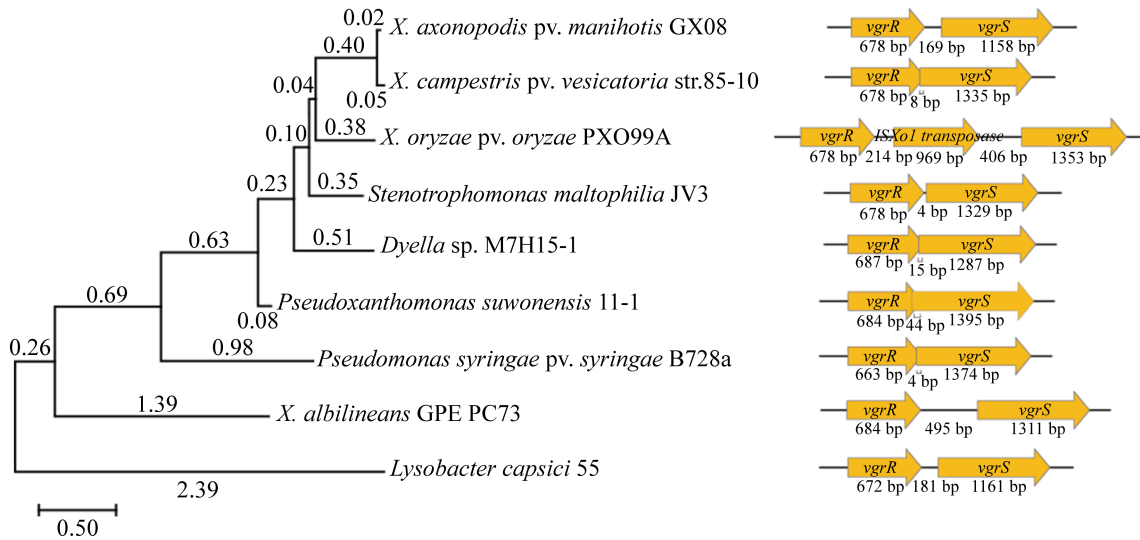 0.02
X. axonopodis pv. manihotis GX08
vgrR vgrS
678 bp 169 bp 1158 bp
0.40
X. campestris pv. vesicatoria str.85-10
vgrR vgrS
678 bp 8 bp 1335 bp
0.04
0.05
0.38
X. oryzae pv. oryzae PXO99A
vgrR ISXo1 transposase vgrS
678 bp 214 bp 969 bp 406 bp 1353 bp
0.10
0.35
Stenotrophomonas maltophilia JV3
vgrR vgrS
678 bp 4 bp 1329 bp
0.23
0.51
Dyella sp. M7H15-1
vgrR vgrS
687 bp 15 bp 1287 bp
0.63
Pseudoxanthomonas suwonensis 11-1
0.08
vgrR vgrS
684 bp 44 bp 1395 bp
0.69
0.98
Pseudomonas syringae pv. syringae B728a
vgrR vgrS
663 bp 4 bp 1374 bp
0.26
1.39
X. albilineans GPE PC73
vgrR vgrS
684 bp 495 bp 1311 bp
Lysobacter capsici 55
2.39
vgrR vgrS
672 bp 181 bp 1161 bp
0.50